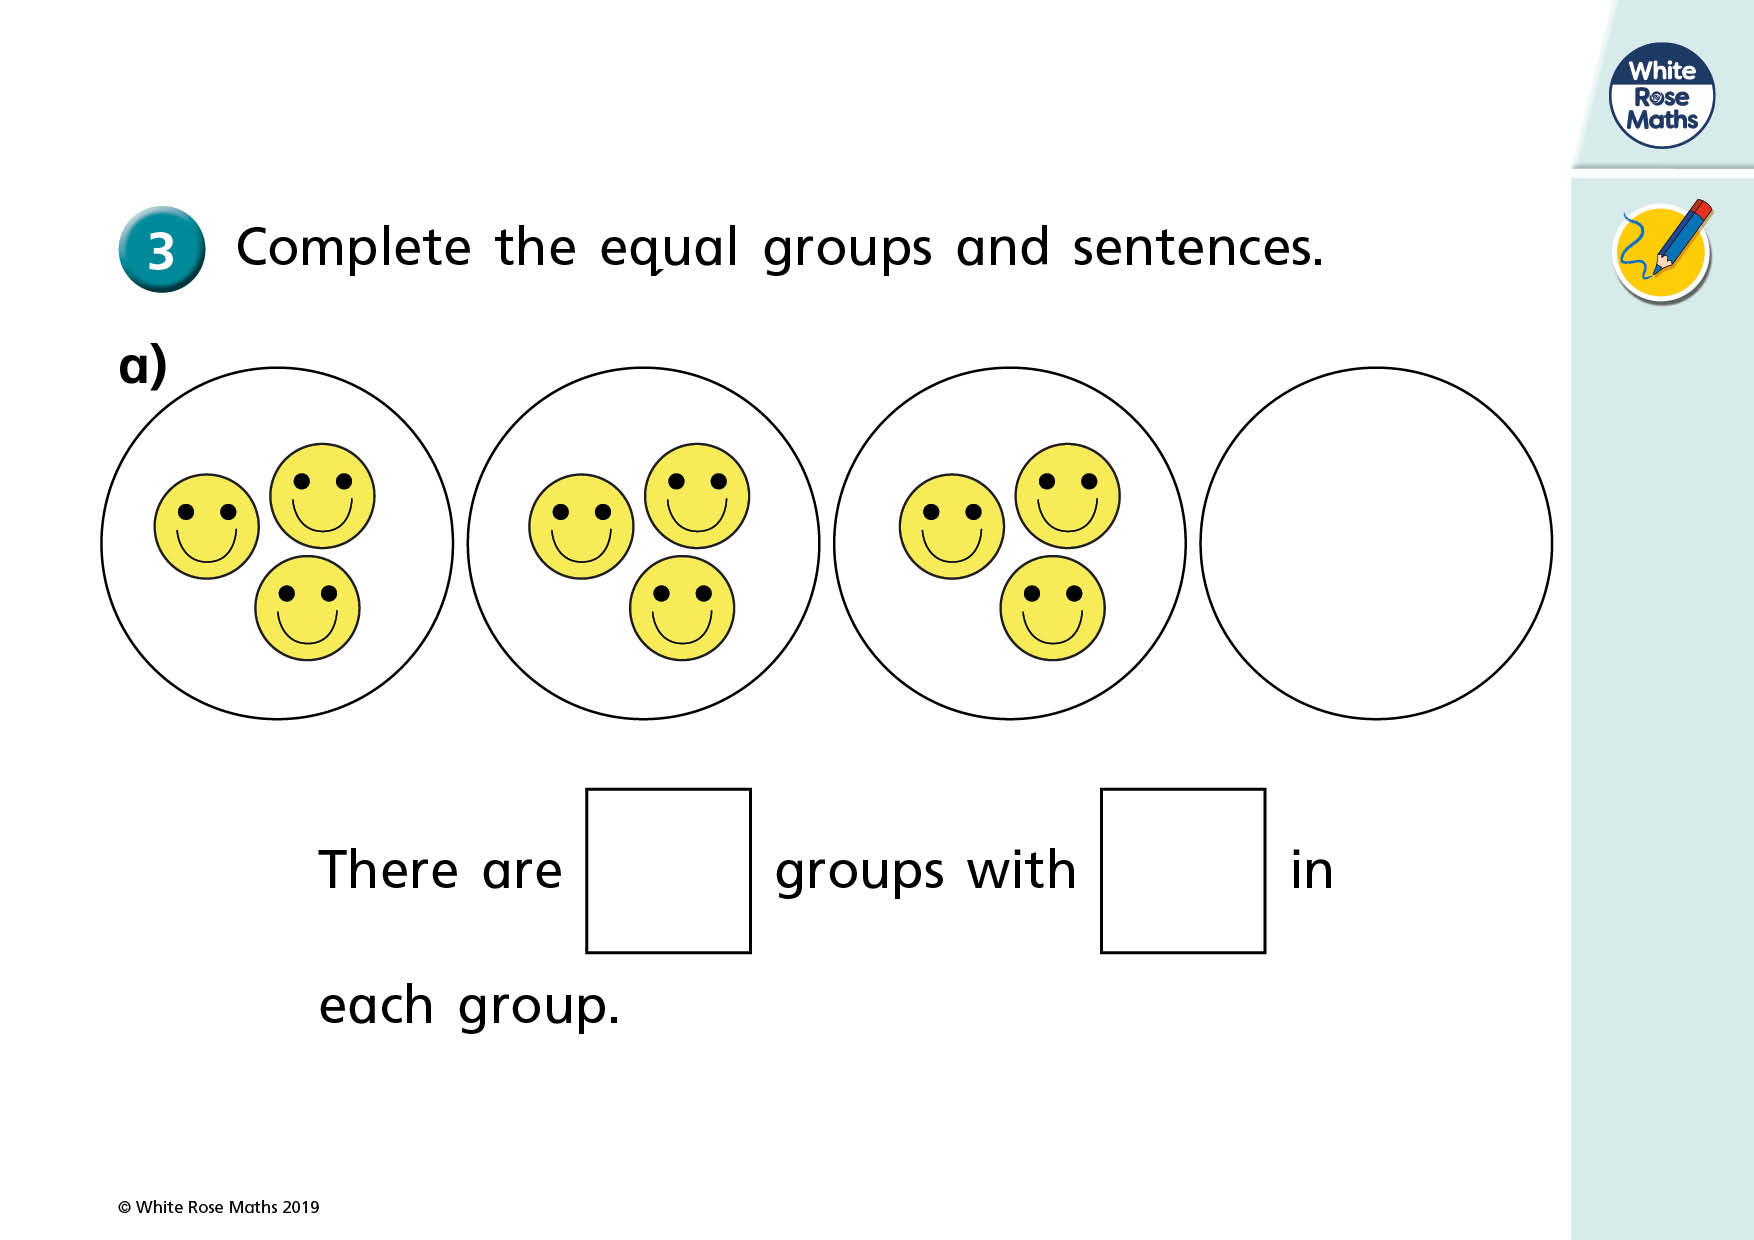 White
Rose
Maths
3 Complete the equal groups and sentences.
a)
There are groups with in
each group.
© White Rose Maths 2019